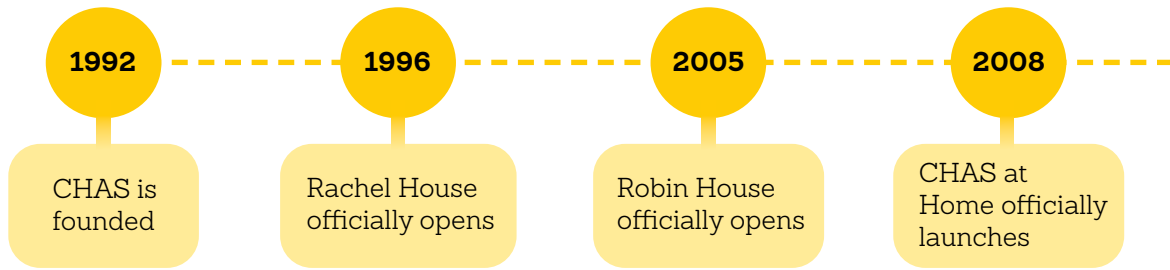 1992
CHAS is
founded
1996
Rachel House
officially opens
2005
Robin House
officially opens
2008
CHAS at
Home officially
launches